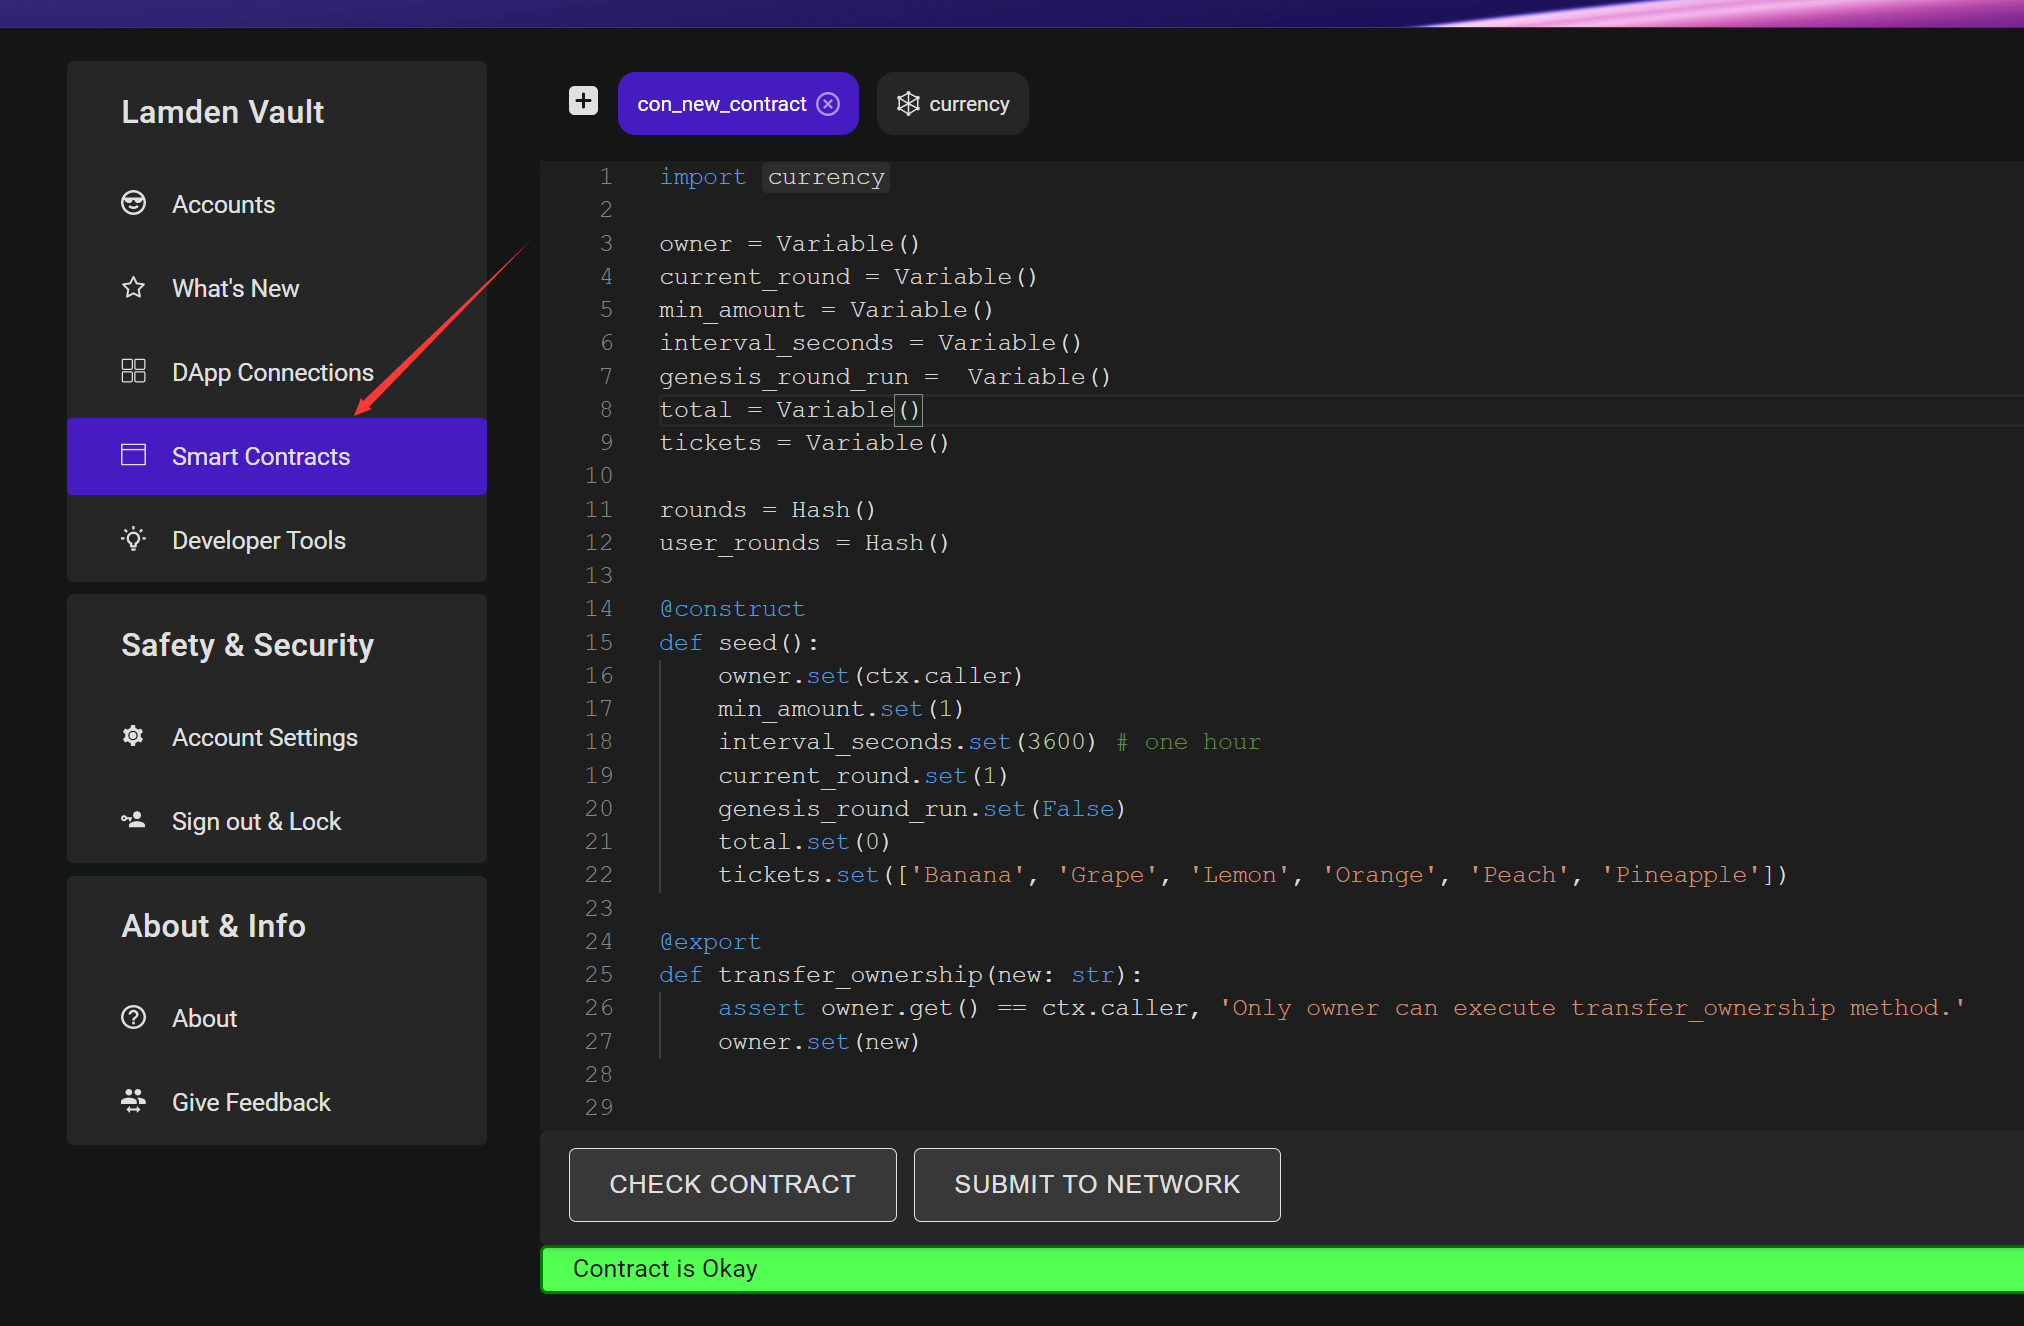 Lamden Vault
Accounts
What's New
DApp Connections
Smart Contracts
Developer Tools
Safety & Security
Account Settings
Sign out & Lock
About & Info
About
Give Feedback
con_new_contract
currency
1 import currency
2
3 owner = Variable()
4 current_round = Variable()
5 min_amount = Variable()
6 interval_seconds = Variable()
7 genesis_round_run =  Variable()
8 total = Variable()
9 tickets = Variable()
10
11 rounds = Hash()
12 user_rounds = Hash()
13
14 @construct
15 def seed():
16     owner.set(ctx.caller)
17     min_amount.set(1)
18     interval_seconds.set(3600) # one hour
19     current_round.set(1)
20     genesis_round_run.set(False)
21     total.set(0)
22     tickets.set(['Banana', 'Grape', 'Lemon', 'Orange', 'Peach', 'Pineapple'])
23
24 @export
25 def transfer_ownership(new: str):
26     assert owner.get() == ctx.caller, 'Only owner can execute transfer_ownership method.'
27     owner.set(new)
28
29
CHECK CONTRACT
SUBMIT TO NETWORK
Contract is Okay